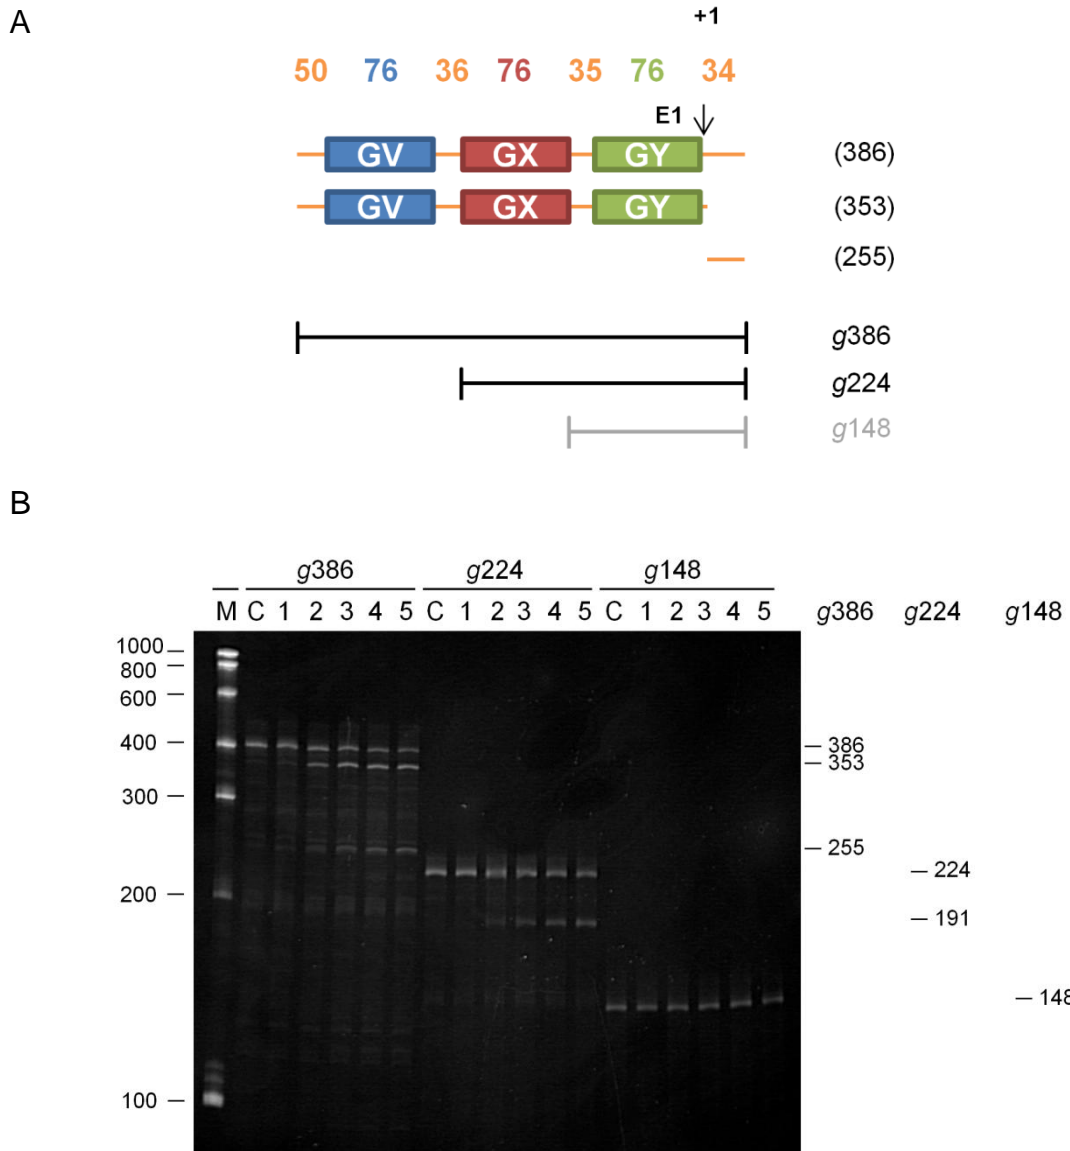 A
+1
50 76 36 76 35 76 34
E1
GV GX GY (386)
GV GX GY (353)
(255)
g386
g224
g148
B
g386 g224 g148
M C 1 2 3 4 5 C 1 2 3 4 5 C 1 2 3 4 5 g386 g224 g148
1000
800
600
400
300
200
100
386
353
255
224
191
148